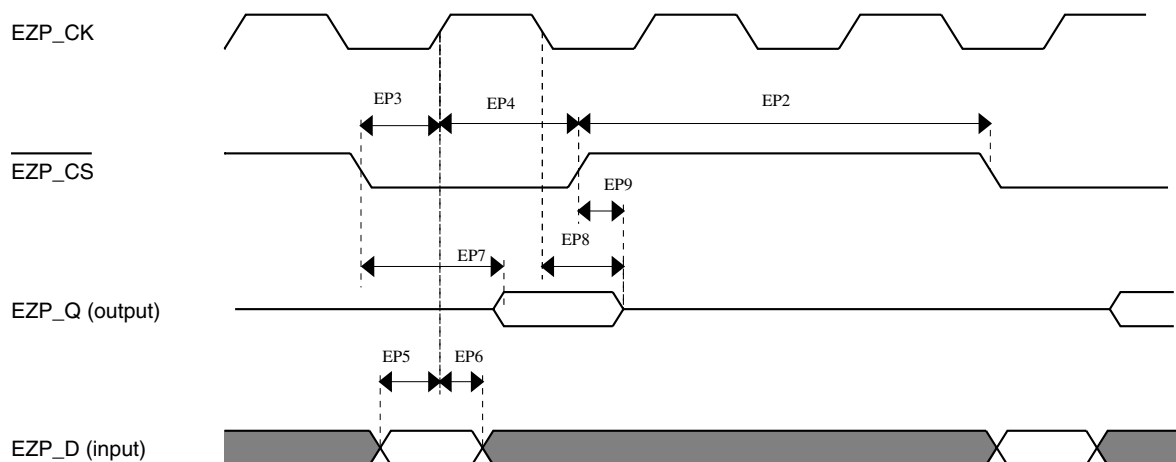 EZP_CK
EP3
EP4
EP2
EZP_CS
EP9
EP8
EP7
EZP_Q (output)
EP5
EP6
EZP_D (input)